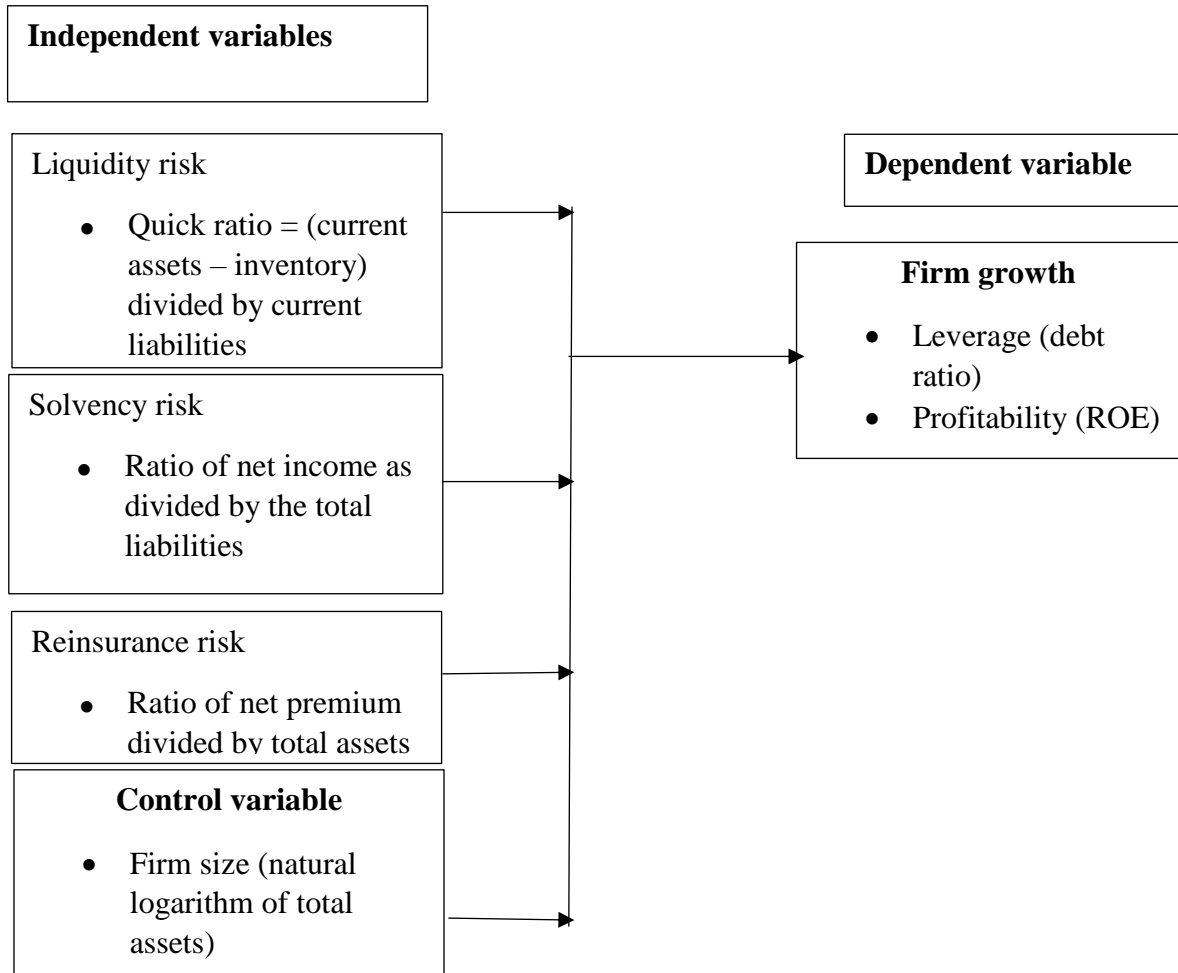 Independent variables
Liquidity risk
• Quick ratio = (current
assets – inventory)
divided by current
liabilities
Solvency risk
• Ratio of net income as
divided by the total
liabilities
Reinsurance risk
• Ratio of net premium
divided by total assets
Control variable
• Firm size (natural
logarithm of total
assets)
Dependent variable
Firm growth
• Leverage (debt
ratio)
• Profitability (ROE)